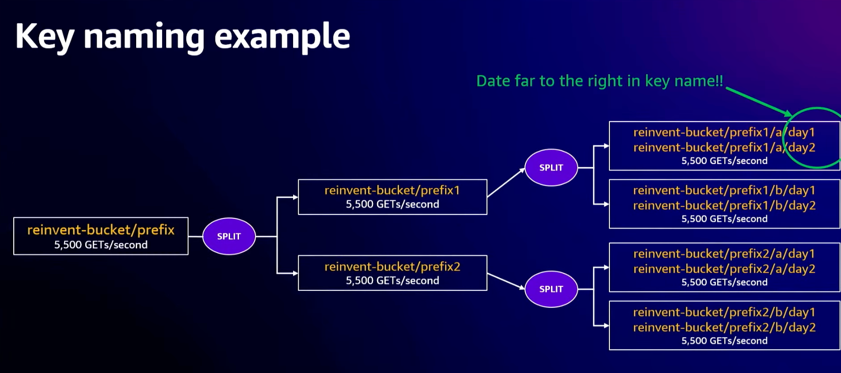 Key naming example
Date far to the right in key name!!
reinvent-bucket/prefix
5,500 GETs/second
SPLIT
reinvent-bucket/prefix1
5,500 GETs/second
reinvent-bucket/prefix2
5,500 GETs/second
SPLIT
reinvent-bucket/prefix1/a/day1
reinvent-bucket/prefix1/a/day2
5,500 GETs/second
reinvent-bucket/prefix1/b/day1
reinvent-bucket/prefix1/b/day2
5,500 GETs/second
SPLIT
reinvent-bucket/prefix2/a/day1
reinvent-bucket/prefix2/a/day2
5,500 GETs/second
reinvent-bucket/prefix2/b/day1
reinvent-bucket/prefix2/b/day2
5,500 GETs/second